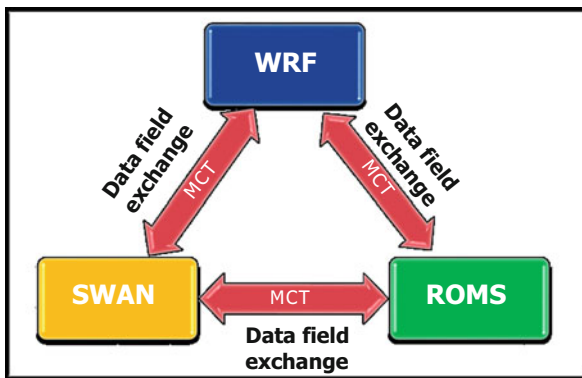 WRF
Data field
exchange
MCT
MCT
Data field
exchange
SWAN
MCT
ROMS
Data field
exchange